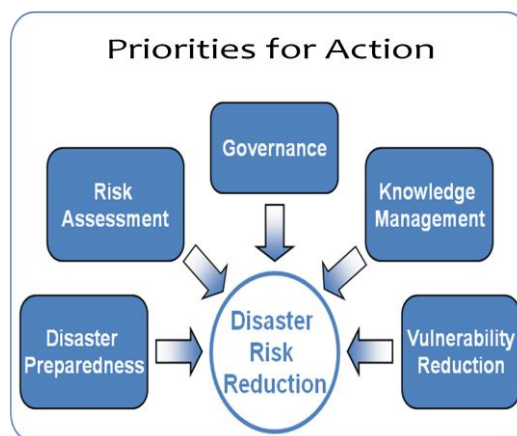 Priorities for Action
Governance
Risk
Assessment
Knowledge
Management
Disaster
Preparedness
Disaster
Risk
Reduction
Vulnerability
Reduction